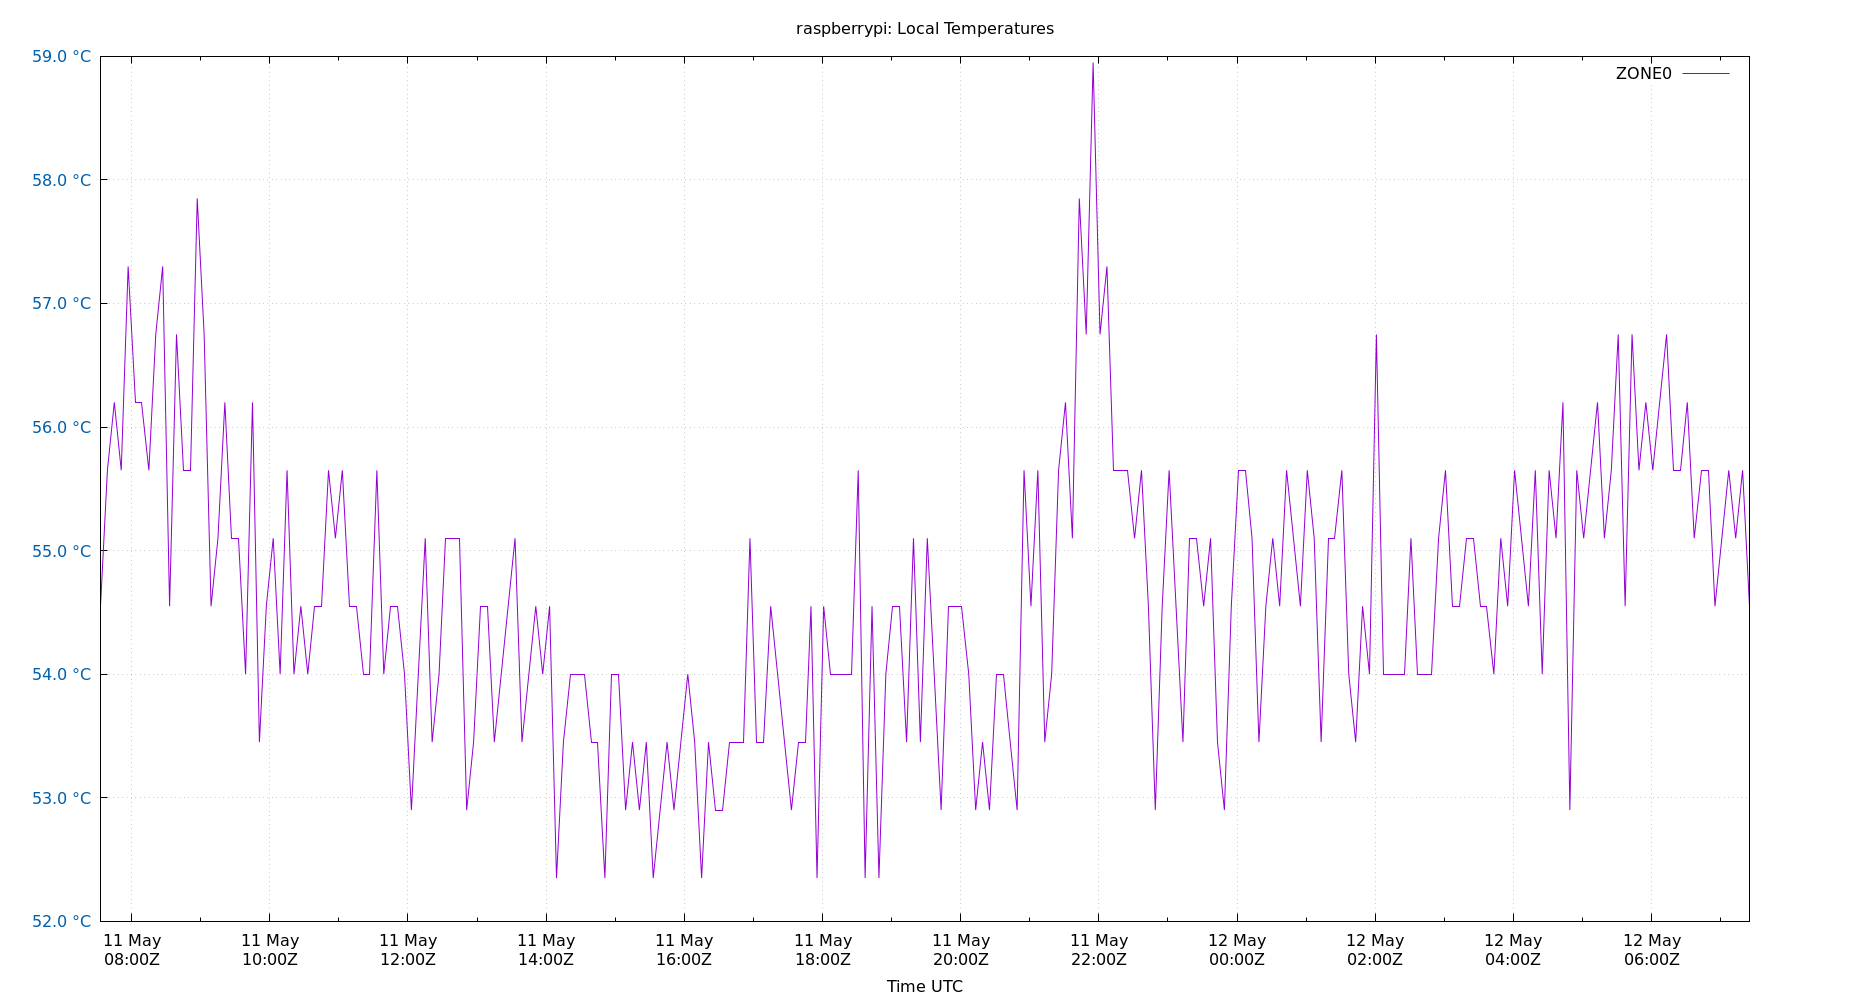 raspberrypi: Local Temperatures
59.0 °C
ZONE0
58.0 °C
57.0 °C
56.0 °C
55.0 °C
54.0 °C
53.0 °C
52.0 °C
11 May 11 May 11 May 11 May 11 May 11 May 11 May 11 May 12 May 12 May 12 May 12 May
08:00Z 10:00Z 12:00Z 14:00Z 16:00Z 18:00Z 20:00Z 22:00Z 00:00Z 02:00Z 04:00Z 06:00Z
Time UTC